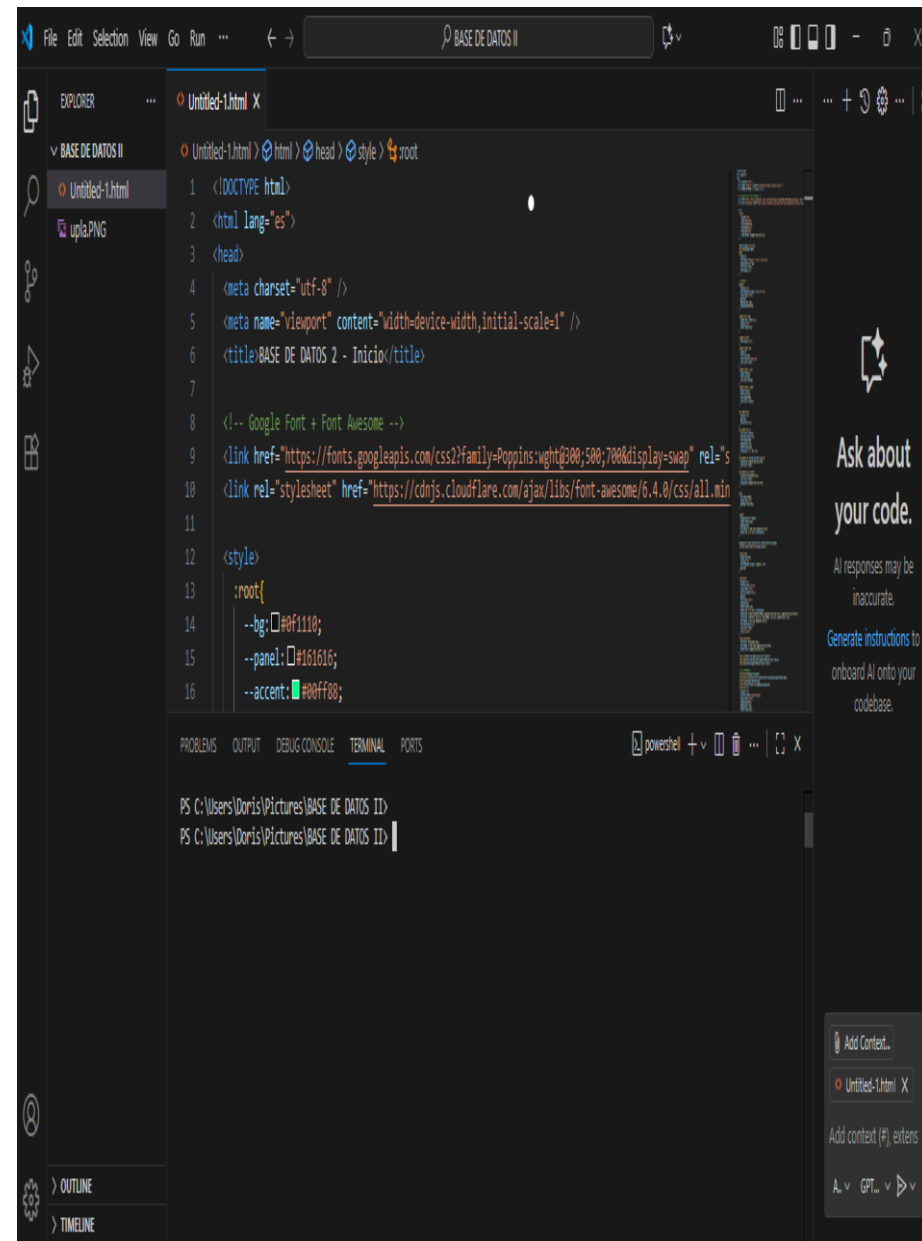 File Edit Selection View Go Run ··· BASE DE DATOS II
EXPLORER ···
BASE DE DATOS II
Untitled-1.html
upla.PNG
OUTLINE
TIMELINE
Untitled-1.html
Untitled-1.html > html > head > style > :root
1 <!DOCTYPE html>
2 <html lang="es">
3 <head>
4 <meta charset="utf-8" />
5 <meta name="viewport" content="width=device-width,initial-scale=1" />
6 <title>BASE DE DATOS 2 - Inicio</title>
7
8 <!-- Google Font + Font Awesome -->
9 <link href="https://fonts.googleapis.com/css2?family=Poppins:wght@300;500;700&display=swap" rel="s
10 <link rel="stylesheet" href="https://cdnjs.cloudflare.com/ajax/libs/font-awesome/6.4.0/css/all.min
11
12 <style>
13 :root{
14 --bg: #0f1110;
15 --panel: #161616;
16 --accent: #00ff88;
PROBLEMS OUTPUT DEBUG CONSOLE TERMINAL PORTS powershell
PS C:\Users\Doris\Pictures\BASE DE DATOS II>
PS C:\Users\Doris\Pictures\BASE DE DATOS II>
Ask about
your code.
AI responses may be
inaccurate.
Generate instructions to
onboard AI onto your
codebase.
Add Context...
Untitled-1.html
Add context (#), extens
A.. GPT...